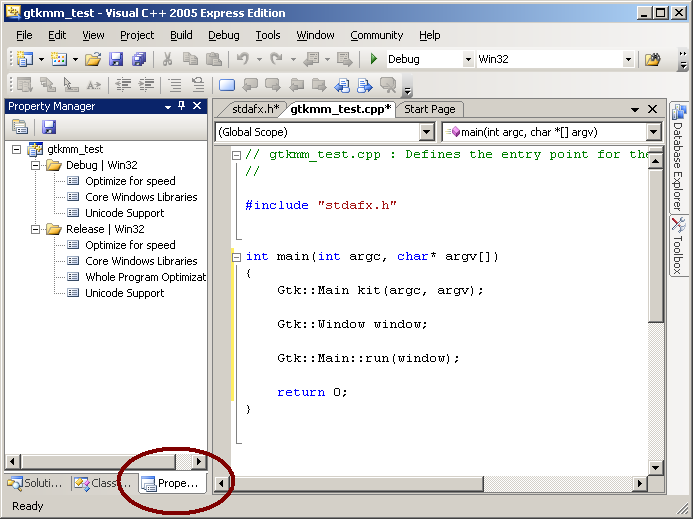 gtkmm_test - Visual C++ 2005 Express Edition
File Edit View Project Build Debug Tools Window Community Help
Debug Win32
Property Manager
gtkmm_test
Debug | Win32
Optimize for speed
Core Windows Libraries
Unicode Support
Release | Win32
Optimize for speed
Core Windows Libraries
Whole Program Optimizat
Unicode Support
Soluti... Class... Prope...
stdafx.h* gtkmm_test.cpp* Start Page
(Global Scope) main(int argc, char *[] argv)
// gtkmm_test.cpp : Defines the entry point for the
//
#include "stdafx.h"
int main(int argc, char* argv[])
{
Gtk::Main kit(argc, argv);
Gtk::Window window;
Gtk::Main::run(window);
return 0;
}
Database Explorer
Toolbox
Ready